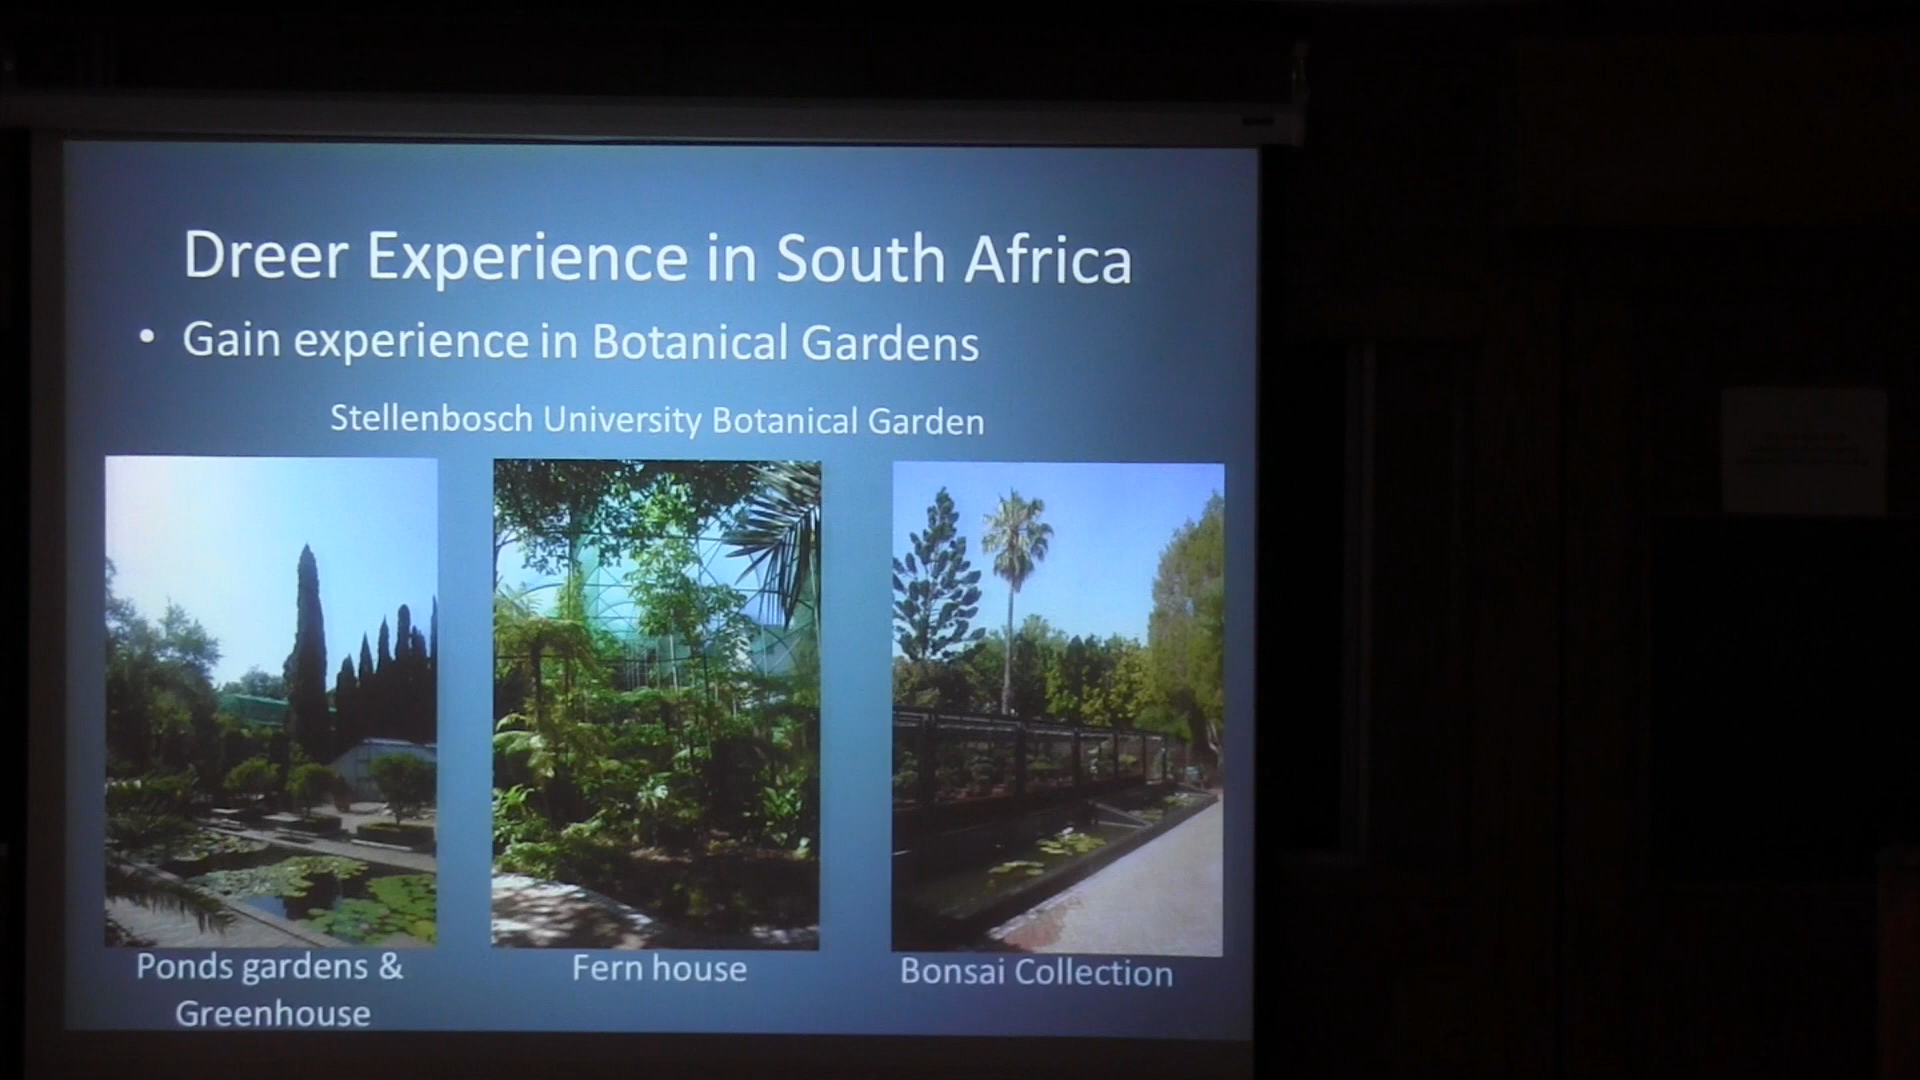 Dreer Experience in South Africa
• Gain experience in Botanical Gardens
Stellenbosch University Botanical Garden
Ponds gardens &
Greenhouse
Fern house
Bonsai Collection